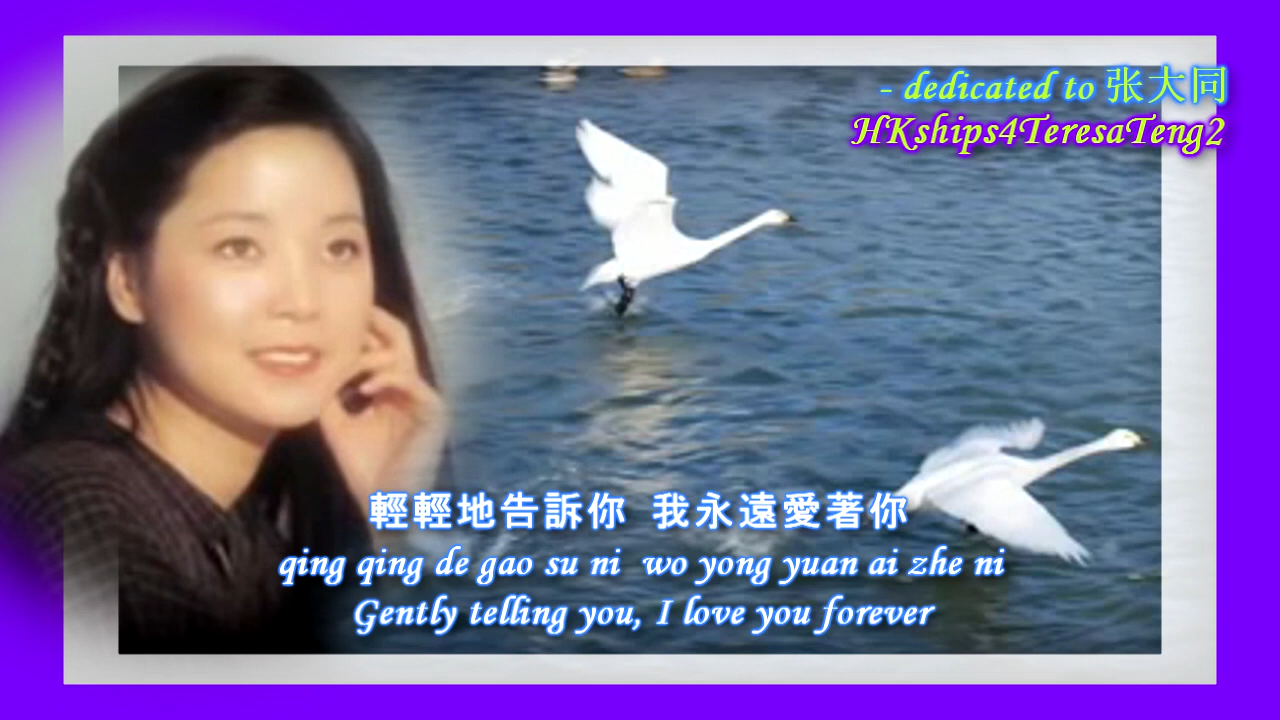 - dedicated to 张大同
HKships4TeresaTeng2
輕輕地告訴你 我永遠愛著你
qing qing de gao su ni wo yong yuan ai zhe ni
Gently telling you, I love you forever